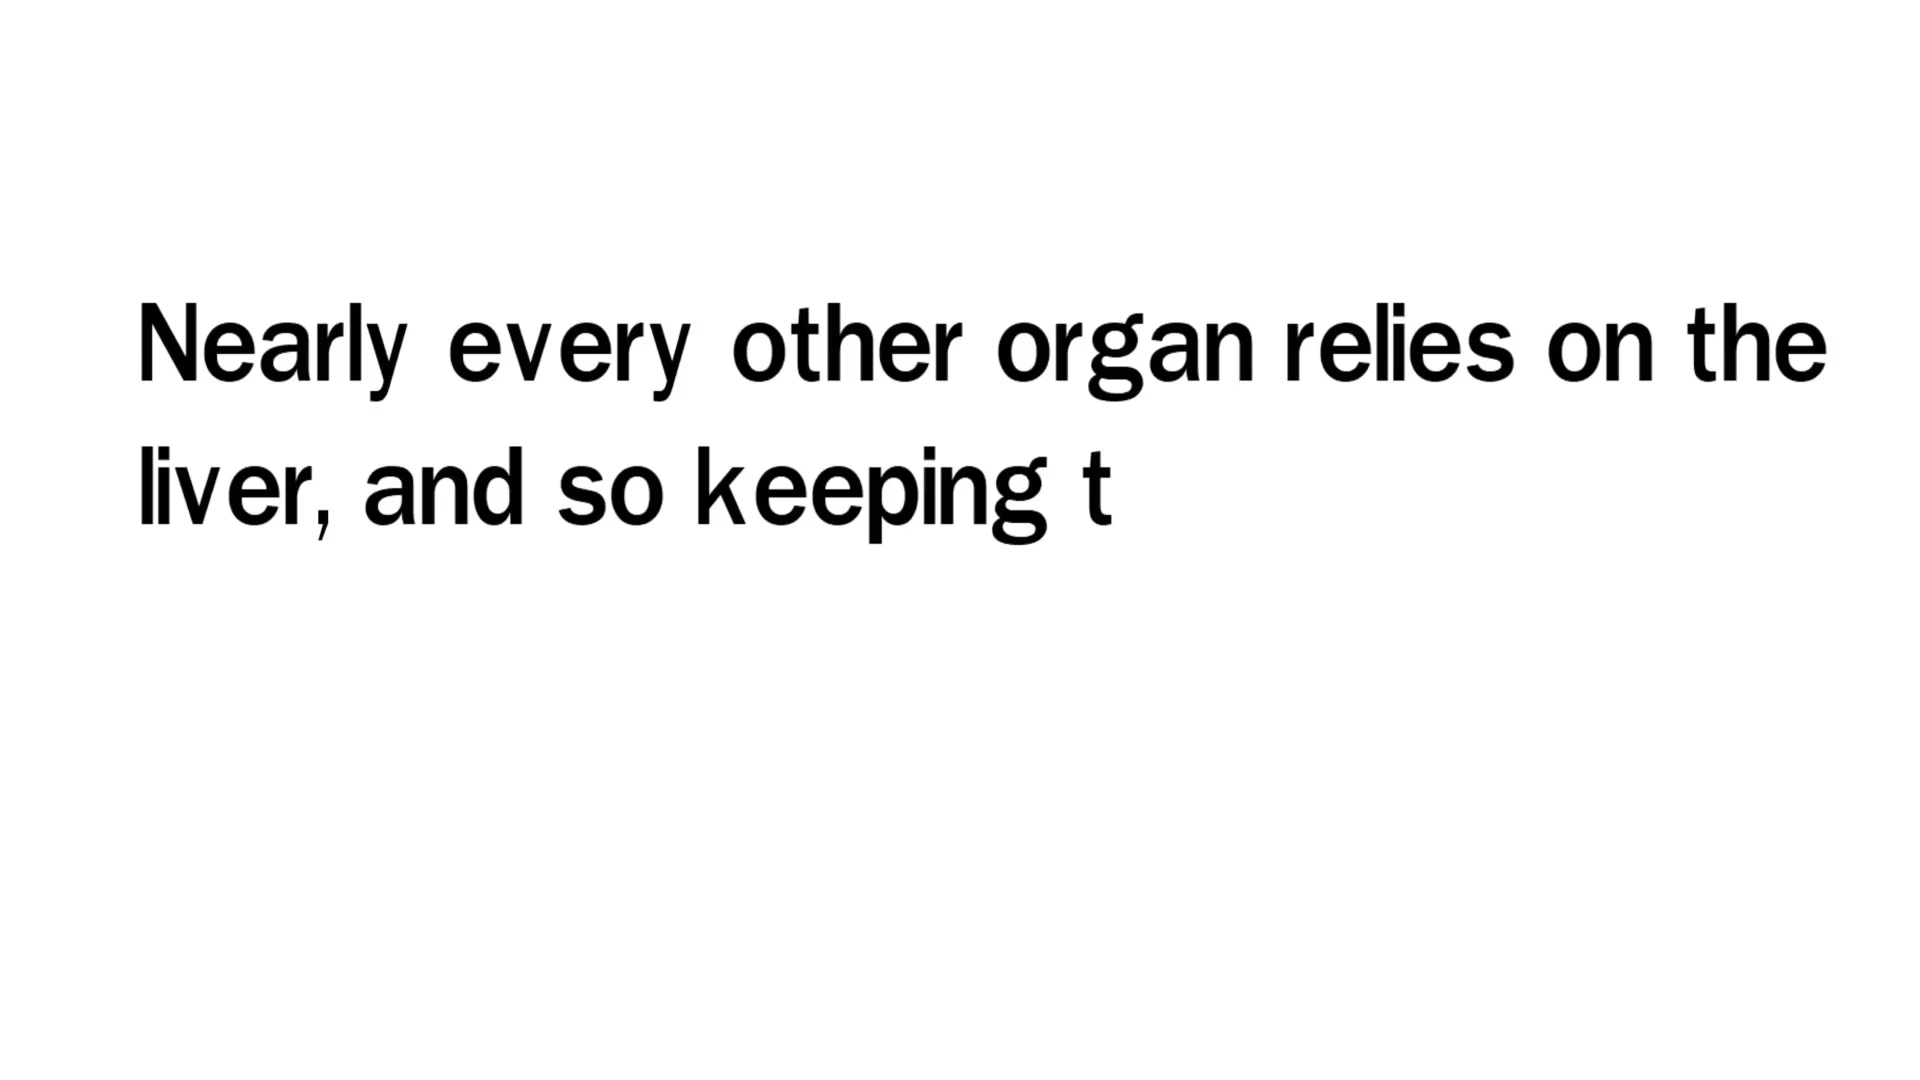 Nearly every other organ relies on the
liver, and so keeping t